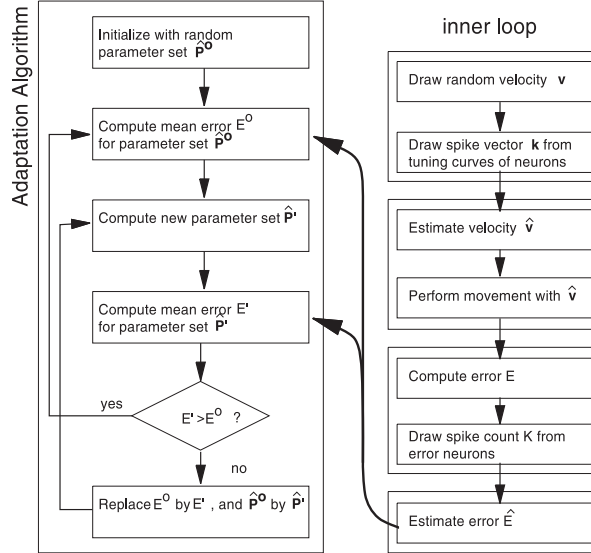 Adaptation Algorithm
Initialize with random
parameter set P̂⁰
Compute mean error E⁰
for parameter set P̂⁰
Compute new parameter set P̂'
Compute mean error E'
for parameter set P̂'
yes
E' > E⁰ ?
no
Replace E⁰ by E' , and P̂⁰ by P̂'
inner loop
Draw random velocity v
Draw spike vector k from
tuning curves of neurons
Estimate velocity v̂
Perform movement with v̂
Compute error E
Draw spike count K from
error neurons
Estimate error Ê